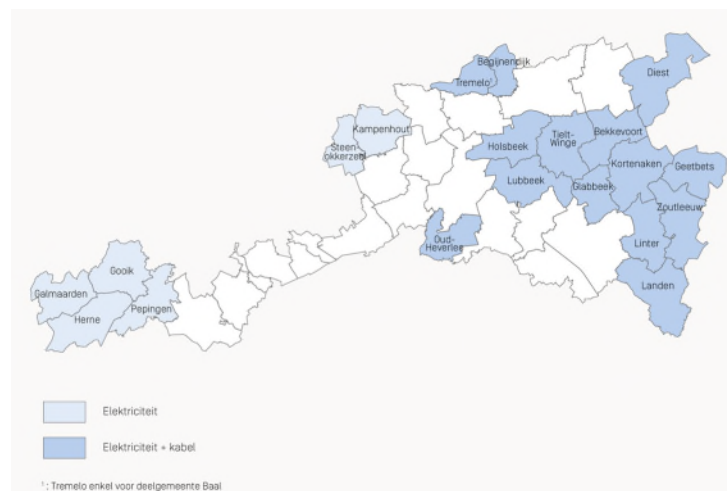 Begijnendijk
Tremelo¹
Diest
Kampenhout
Steen-
okkerzeel
Holsbeek
Tielt-
Winge
Bekkevoort
Kortenaken
Geetbets
Lubbeek
Glabbeek
Zoutleeuw
Oud-
Heverlee
Linter
Landen
Gooik
Galmaarden
Herne
Pepingen
Elektriciteit
Elektriciteit + kabel
¹ : Tremelo enkel voor deelgemeente Baal